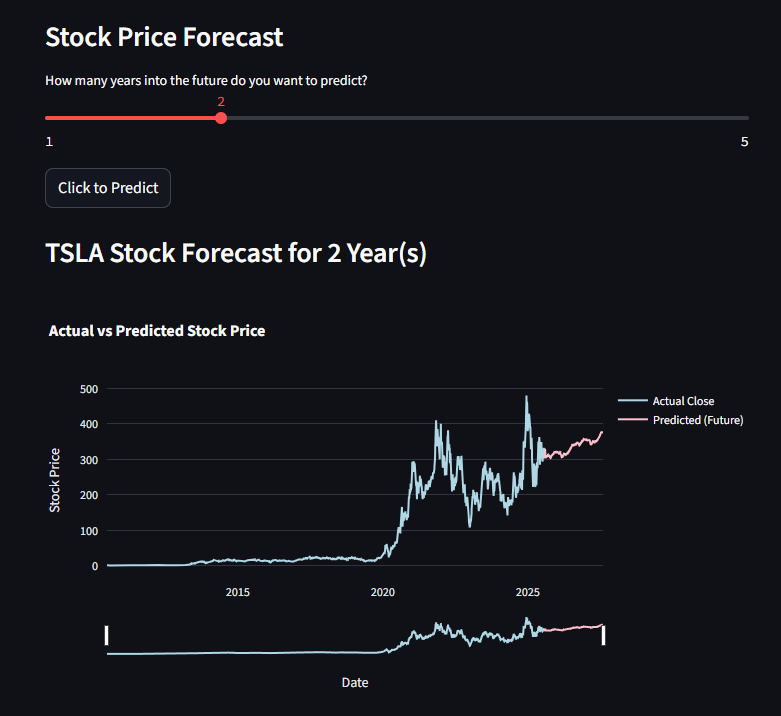 Stock Price Forecast
How many years into the future do you want to predict?
2
1
5
Click to Predict
TSLA Stock Forecast for 2 Year(s)
Actual vs Predicted Stock Price
500
400
300
200
100
0
Stock Price
Actual Close
Predicted (Future)
2015
2020
2025
Date